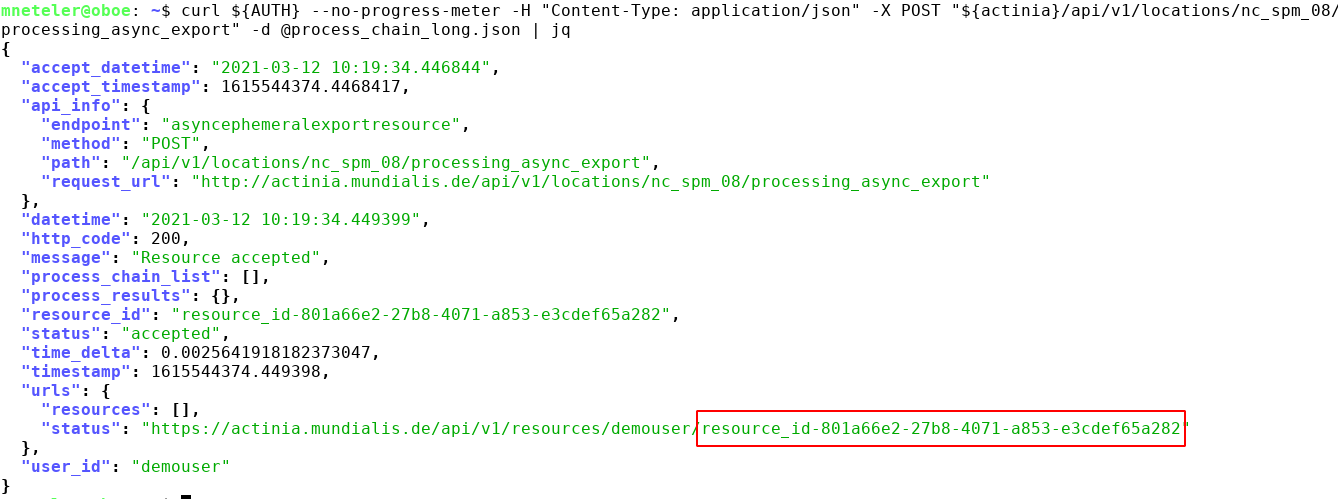 mneteler@oboe: ~$ curl ${AUTH} --no-progress-meter -H "Content-Type: application/json" -X POST "${actinia}/api/v1/locations/nc_spm_08/
processing_async_export" -d @process_chain_long.json | jq
{
  "accept_datetime": "2021-03-12 10:19:34.446844",
  "accept_timestamp": 1615544374.4468417,
  "api_info": {
    "endpoint": "asyncephemeralexportresource",
    "method": "POST",
    "path": "/api/v1/locations/nc_spm_08/processing_async_export",
    "request_url": "http://actinia.mundialis.de/api/v1/locations/nc_spm_08/processing_async_export"
  },
  "datetime": "2021-03-12 10:19:34.449399",
  "http_code": 200,
  "message": "Resource accepted",
  "process_chain_list": [],
  "process_results": {},
  "resource_id": "resource_id-801a66e2-27b8-4071-a853-e3cdef65a282",
  "status": "accepted",
  "time_delta": 0.0025641918182373047,
  "timestamp": 1615544374.449398,
  "urls": {
    "resources": [],
    "status": "https://actinia.mundialis.de/api/v1/resources/demouser/resource_id-801a66e2-27b8-4071-a853-e3cdef65a282"
  },
  "user_id": "demouser"
}